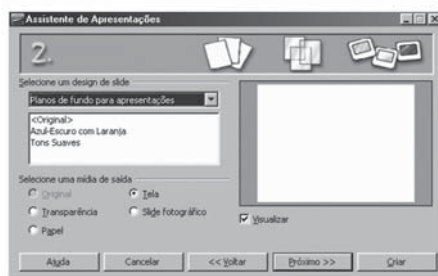 Assistente de Apresentações
2.
Selecione um design de slide
Planos de fundo para apresentações
<Original>
Azul-Escuro com Laranja
Tons Suaves
Selecione uma mídia de saída
Original
Tela
Transparência
Slide fotográfico
Papel
Visualizar
Ajuda
Cancelar
<< Voltar
Próximo >>
Criar